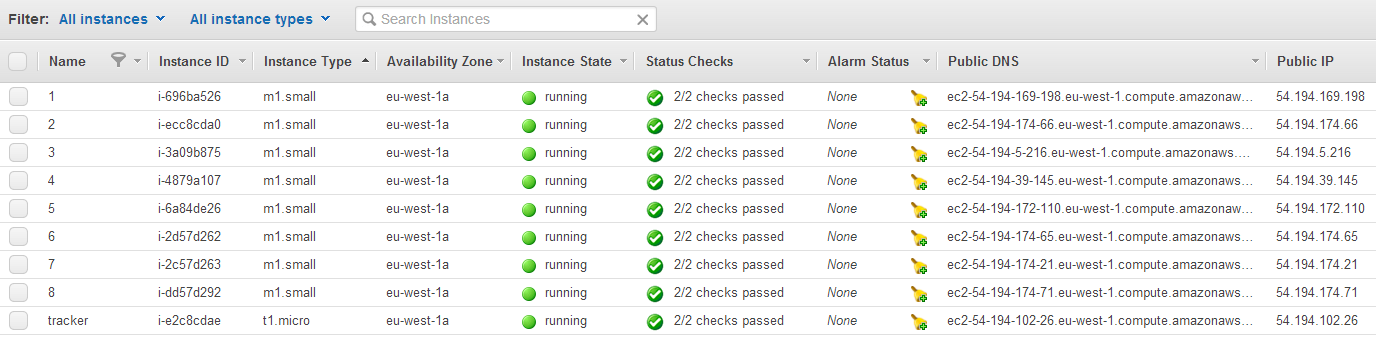 Filter: All instances All instance types Search Instances
Name Instance ID Instance Type Availability Zone Instance State Status Checks Alarm Status Public DNS Public IP
1 i-696ba526 m1.small eu-west-1a running 2/2 checks passed None ec2-54-194-169-198.eu-west-1.compute.amazonaw… 54.194.169.198
2 i-ecc8cda0 m1.small eu-west-1a running 2/2 checks passed None ec2-54-194-174-66.eu-west-1.compute.amazonaws… 54.194.174.66
3 i-3a09b875 m1.small eu-west-1a running 2/2 checks passed None ec2-54-194-5-216.eu-west-1.compute.amazonaws.… 54.194.5.216
4 i-4879a107 m1.small eu-west-1a running 2/2 checks passed None ec2-54-194-39-145.eu-west-1.compute.amazonaws… 54.194.39.145
5 i-6a84de26 m1.small eu-west-1a running 2/2 checks passed None ec2-54-194-172-110.eu-west-1.compute.amazonaw… 54.194.172.110
6 i-2d57d262 m1.small eu-west-1a running 2/2 checks passed None ec2-54-194-174-65.eu-west-1.compute.amazonaws… 54.194.174.65
7 i-2c57d263 m1.small eu-west-1a running 2/2 checks passed None ec2-54-194-174-21.eu-west-1.compute.amazonaws… 54.194.174.21
8 i-dd57d292 m1.small eu-west-1a running 2/2 checks passed None ec2-54-194-174-71.eu-west-1.compute.amazonaws… 54.194.174.71
tracker i-e2c8cdae t1.micro eu-west-1a running 2/2 checks passed None ec2-54-194-102-26.eu-west-1.compute.amazonaws… 54.194.102.26